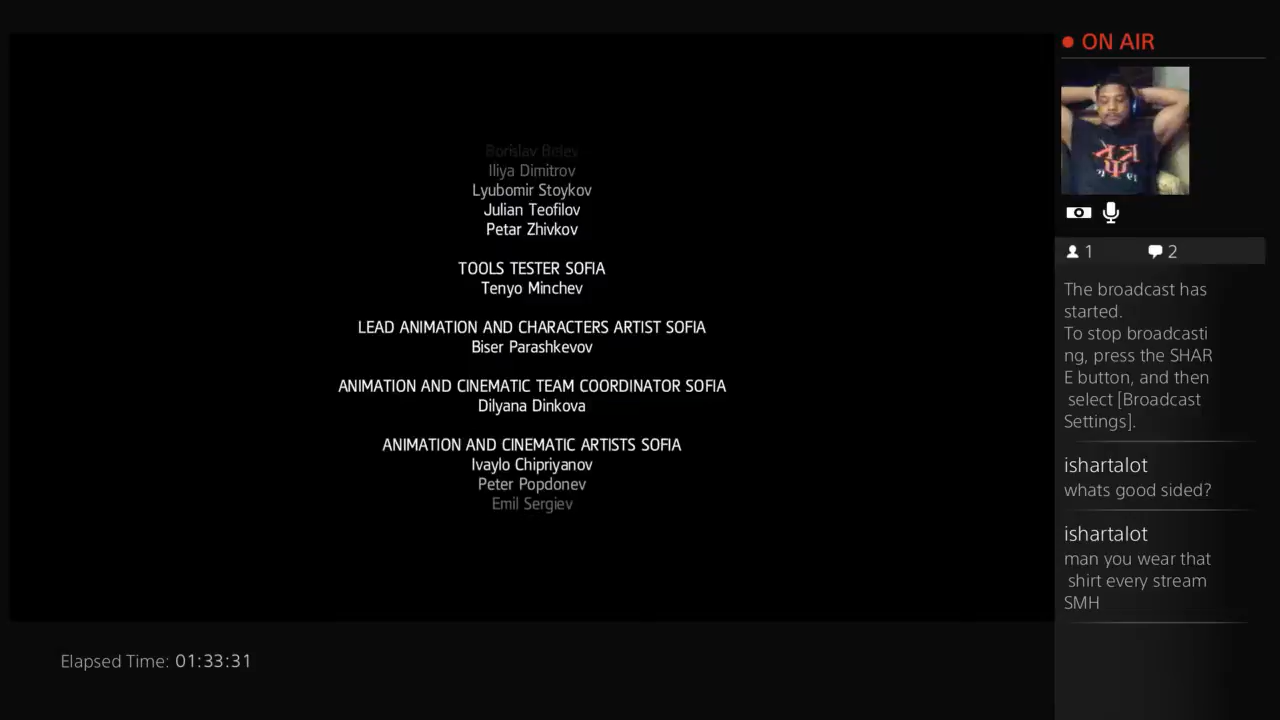 Borislav Belev
Iliya Dimitrov
Lyubomir Stoykov
Julian Teofilov
Petar Zhivkov
TOOLS TESTER SOFIA
Tenyo Minchev
LEAD ANIMATION AND CHARACTERS ARTIST SOFIA
Biser Parashkevov
ANIMATION AND CINEMATIC TEAM COORDINATOR SOFIA
Dilyana Dinkova
ANIMATION AND CINEMATIC ARTISTS SOFIA
Ivaylo Chipriyanov
Peter Popdonev
Emil Sergiev
Elapsed Time: 01:33:31
ON AIR
1
2
The broadcast has
started.
To stop broadcasti
ng, press the SHAR
E button, and then
select [Broadcast
Settings].
ishartalot
whats good sided?
ishartalot
man you wear that
shirt every stream
SMH